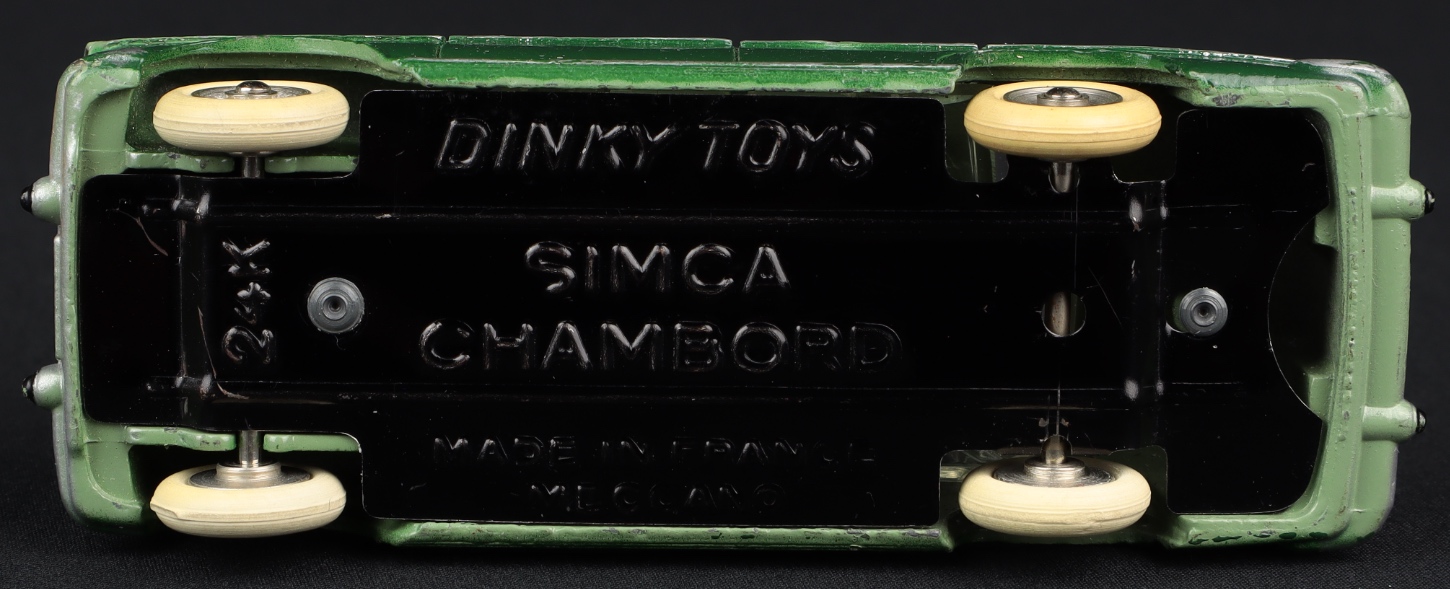 DINKY TOYS
24K
SIMCA
CHAMBORD
MADE IN FRANCE
MECCANO